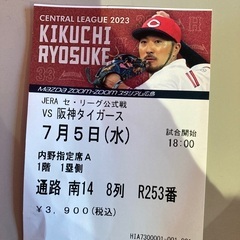 CENTRAL LEAGUE 2023
KIKUCHI
RYOSUKE
MAZDA Zoom-Zoom スタジアム広島
JERA セ・リーグ公式戦
VS 阪神タイガース
7月5日(水)
試合開始
18:00
内野指定席A
1階 1塁側
通路 南14 8列 R253番
¥3,900(税込)